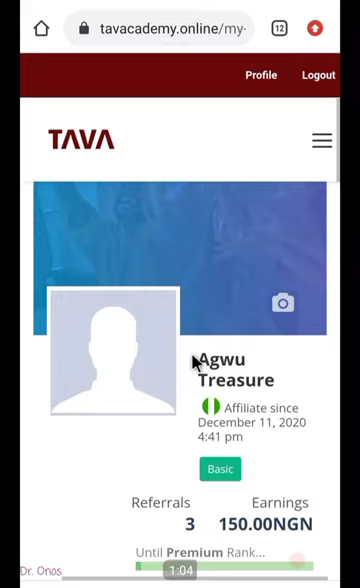 tavacademy.online/my-
12
Profile Logout
TAVA
Agwu
Treasure
Affiliate since
December 11, 2020
4:41 pm
Basic
Referrals Earnings
3 150.00NGN
Until Premium Rank...
Dr. Onos
1:04